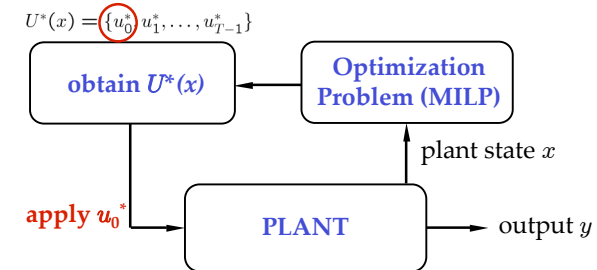 U*(x) = {u*₀, u*₁, . . . , u*_{T−1}}
obtain U*(x)
Optimization
Problem (MILP)
plant state x
apply u₀*
PLANT
output y